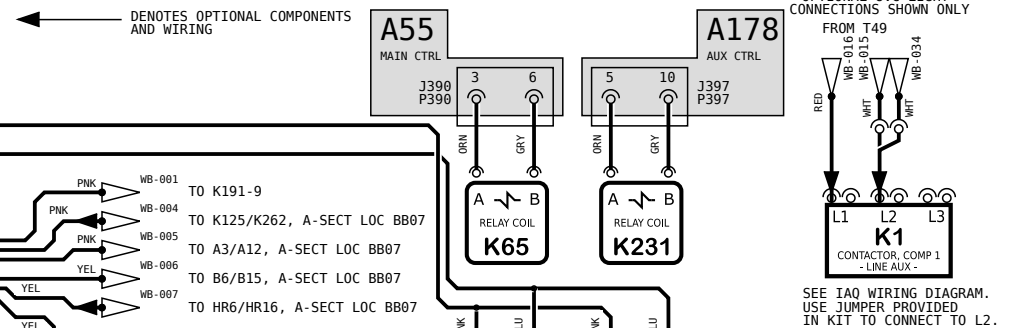 DENOTES OPTIONAL COMPONENTS
AND WIRING
A55
MAIN CTRL
3 6
J390
P390
ORN GRY
A B
RELAY COIL
K65
A178
AUX CTRL
5 10
J397
P397
ORN GRY
A B
RELAY COIL
K231
CONNECTIONS SHOWN ONLY
FROM T49
WB-016
WB-015
WB-034
RED
WHT
WHT
L1 L2 L3
K1
CONTACTOR, COMP 1
- LINE AUX -
SEE IAQ WIRING DIAGRAM.
USE JUMPER PROVIDED
IN KIT TO CONNECT TO L2.
PNK WB-001 TO K191-9
PNK WB-004 TO K125/K262, A-SECT LOC BB07
PNK WB-005 TO A3/A12, A-SECT LOC BB07
YEL WB-006 TO B6/B15, A-SECT LOC BB07
YEL WB-007 TO HR6/HR16, A-SECT LOC BB07
YEL